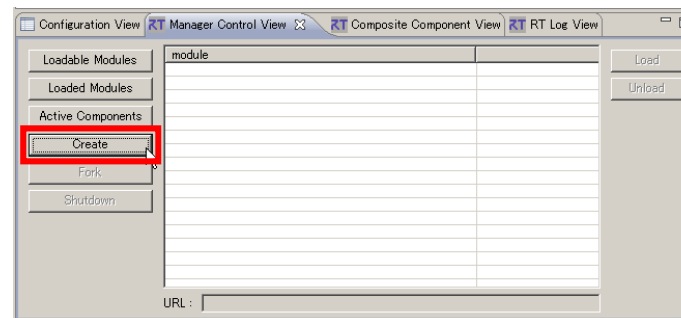 Configuration View RT Manager Control View RT Composite Component View RT RT Log View
Loadable Modules module Load
Loaded Modules Unload
Active Components
Create
Fork
Shutdown
URL :